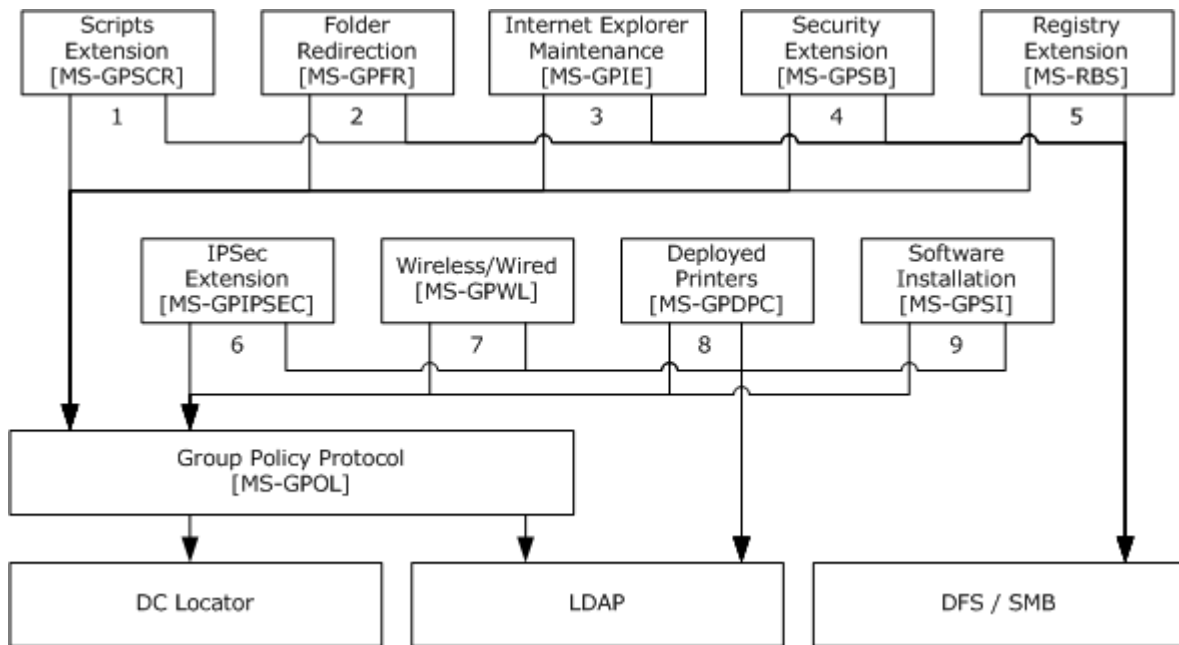 Scripts
Extension
[MS-GPSCR]
Folder
Redirection
[MS-GPFR]
Internet Explorer
Maintenance
[MS-GPIE]
Security
Extension
[MS-GPSB]
Registry
Extension
[MS-RBS]
1
2
3
4
5
IPSec
Extension
[MS-GPIPSEC]
Wireless/Wired
[MS-GPWL]
Deployed
Printers
[MS-GPDPC]
Software
Installation
[MS-GPSI]
6
7
8
9
Group Policy Protocol
[MS-GPOL]
DC Locator
LDAP
DFS / SMB